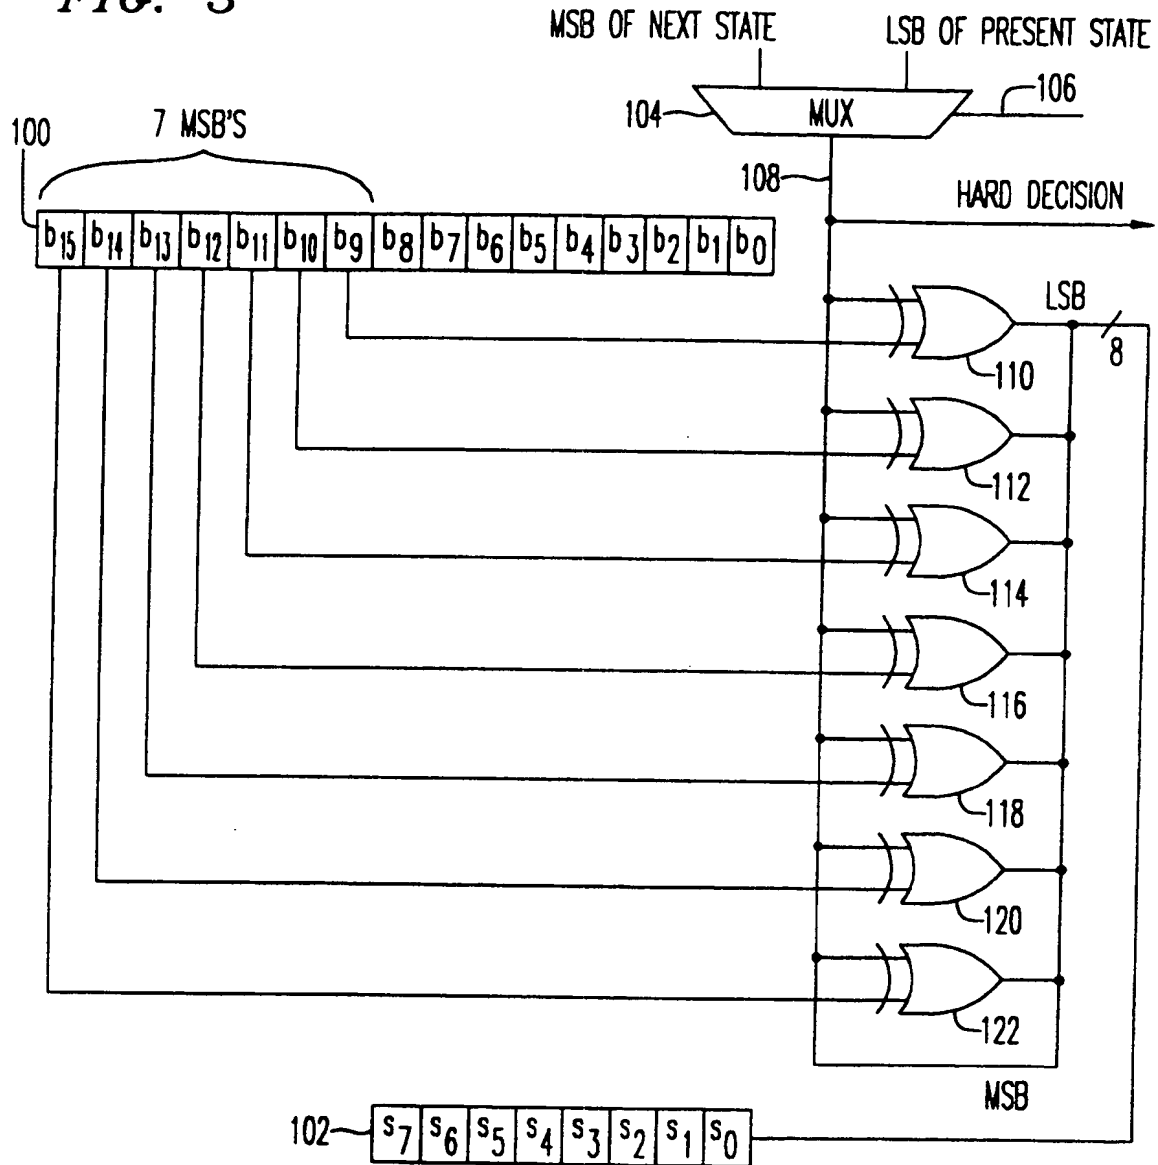 FIG. 3
MSB OF NEXT STATE
LSB OF PRESENT STATE
106
104
MUX
7 MSB'S
100
108
HARD DECISION
b15 b14 b13 b12 b11 b10 b9 b8 b7 b6 b5 b4 b3 b2 b1 b0
LSB
8
110
112
114
116
118
120
122
MSB
102
s7 s6 s5 s4 s3 s2 s1 s0